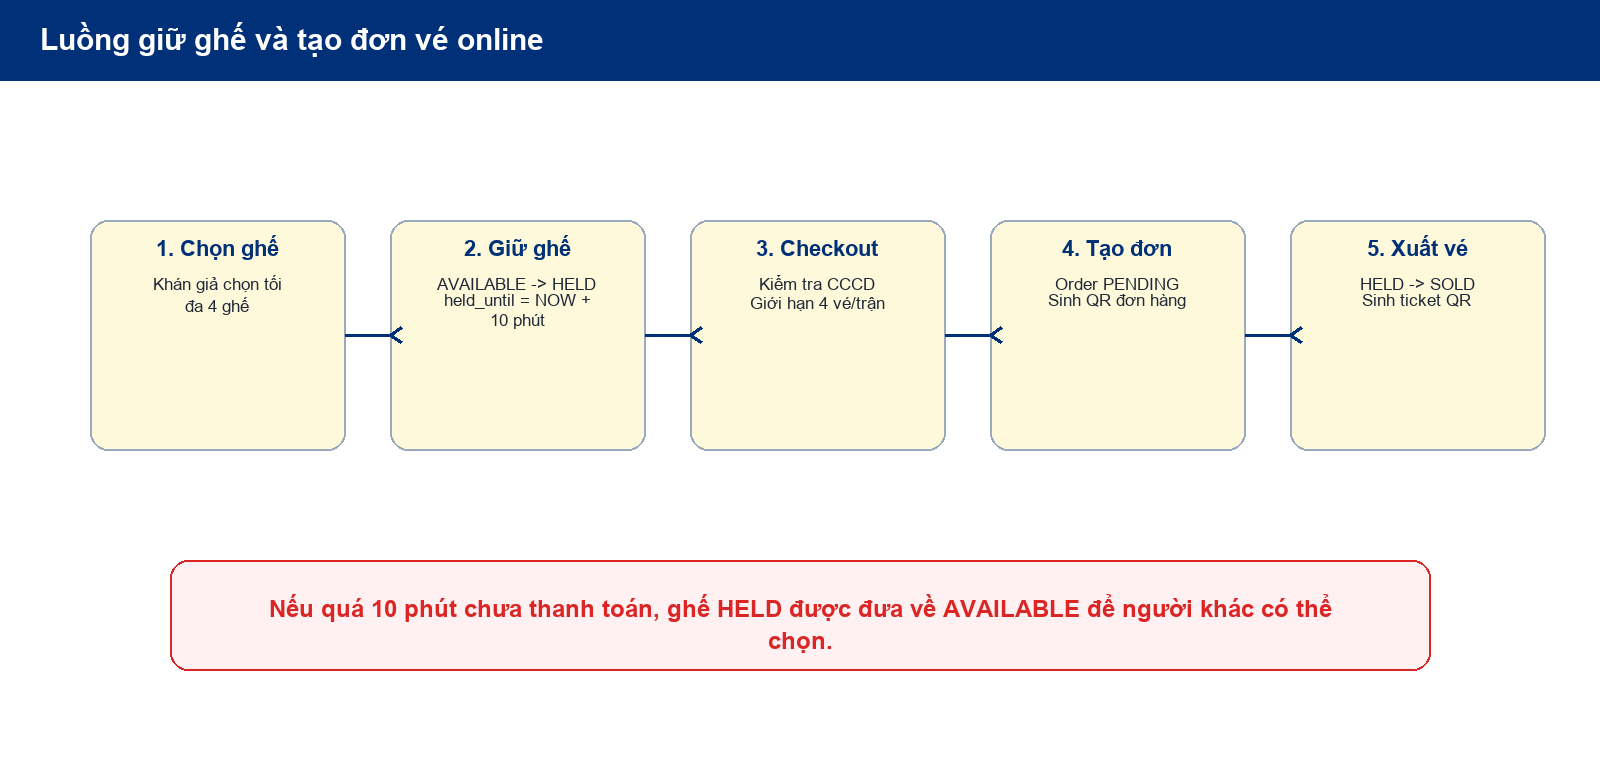 Luồng giữ ghế và tạo đơn vé online
1. Chọn ghế
Khán giả chọn tối
đa 4 ghế
2. Giữ ghế
AVAILABLE -> HELD
held_until = NOW +
10 phút
3. Checkout
Kiểm tra CCCD
Giới hạn 4 vé/trận
4. Tạo đơn
Order PENDING
Sinh QR đơn hàng
5. Xuất vé
HELD -> SOLD
Sinh ticket QR
Nếu quá 10 phút chưa thanh toán, ghế HELD được đưa về AVAILABLE để người khác có thể
chọn.